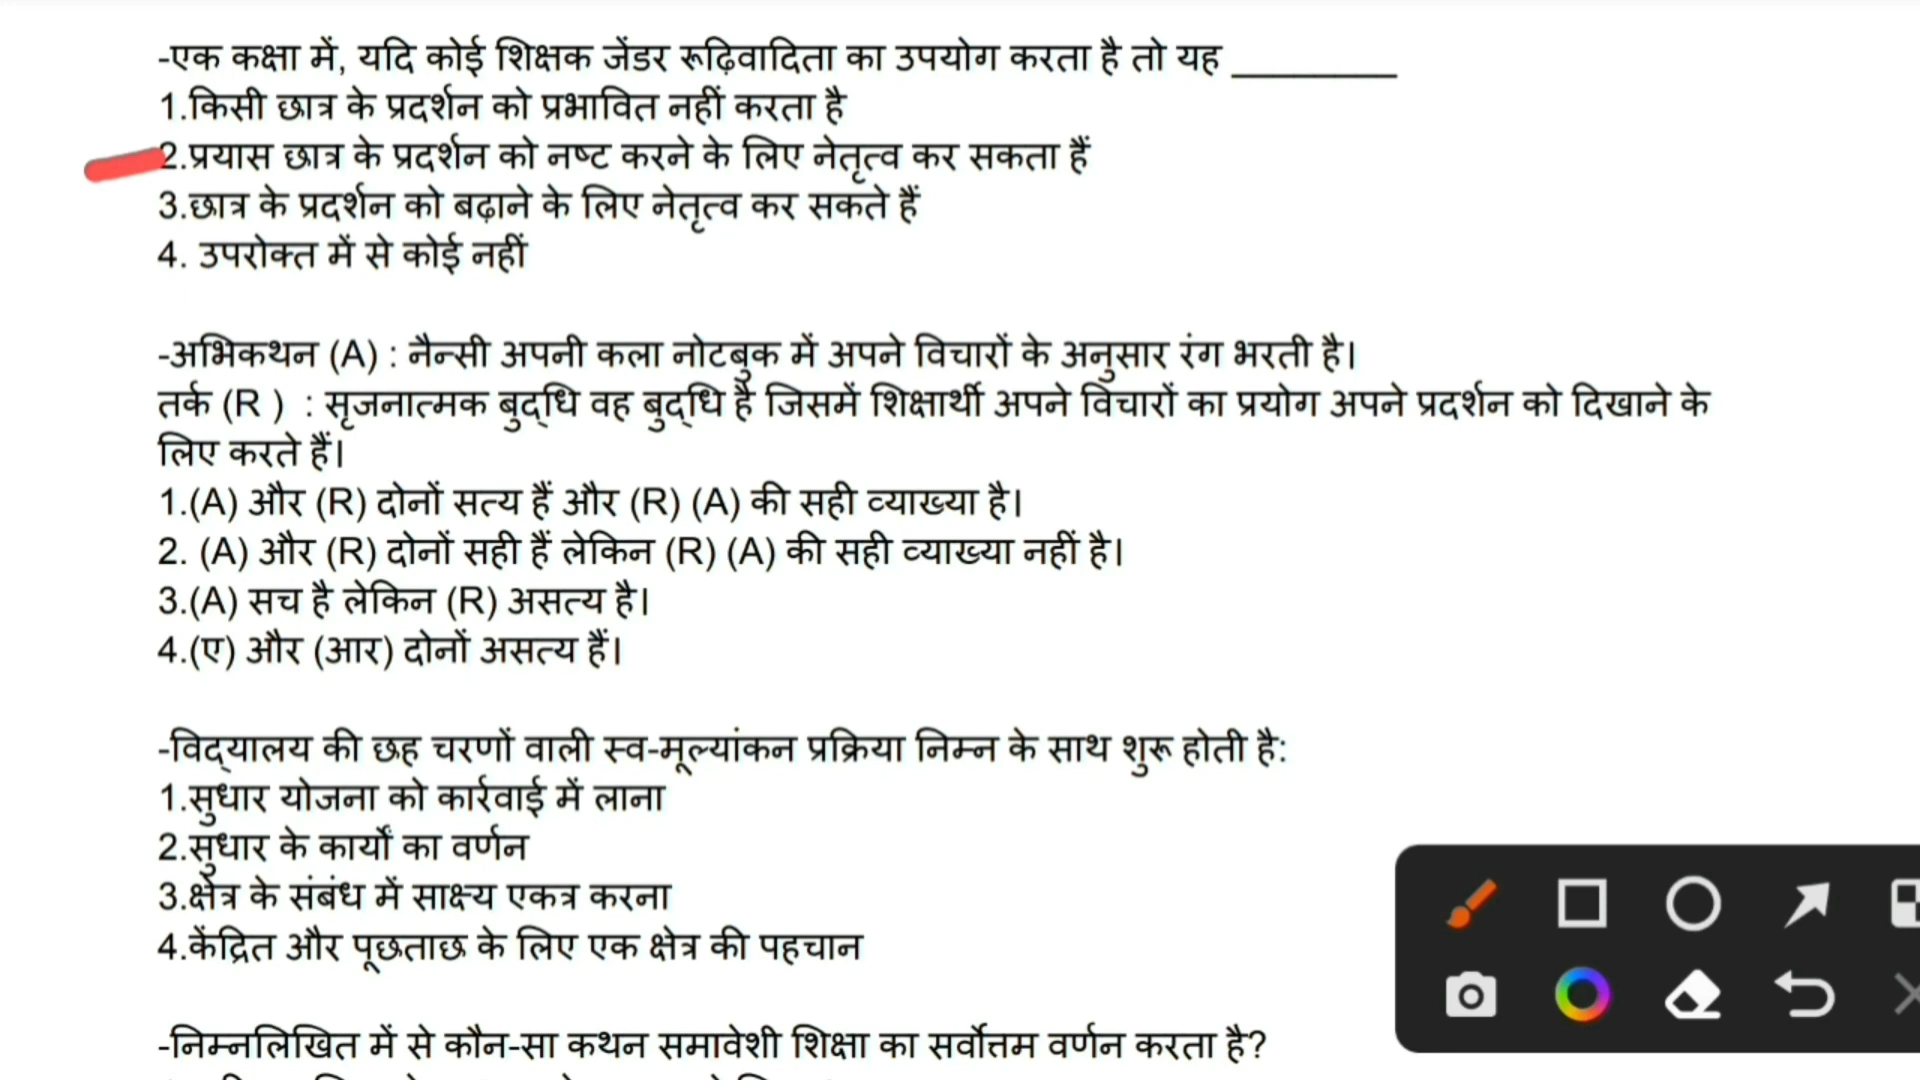 -एक कक्षा में, यदि कोई शिक्षक जेंडर रूढ़िवादिता का उपयोग करता है तो यह ________
1.किसी छात्र के प्रदर्शन को प्रभावित नहीं करता है
2.प्रयास छात्र के प्रदर्शन को नष्ट करने के लिए नेतृत्व कर सकता हैं
3.छात्र के प्रदर्शन को बढ़ाने के लिए नेतृत्व कर सकते हैं
4. उपरोक्त में से कोई नहीं
-अभिकथन (A) : नैन्सी अपनी कला नोटबुक में अपने विचारों के अनुसार रंग भरती है।
तर्क (R ) : सृजनात्मक बुद्धि वह बुद्धि है जिसमें शिक्षार्थी अपने विचारों का प्रयोग अपने प्रदर्शन को दिखाने के
लिए करते हैं।
1.(A) और (R) दोनों सत्य हैं और (R) (A) की सही व्याख्या है।
2. (A) और (R) दोनों सही हैं लेकिन (R) (A) की सही व्याख्या नहीं है।
3.(A) सच है लेकिन (R) असत्य है।
4.(ए) और (आर) दोनों असत्य हैं।
-विद्यालय की छह चरणों वाली स्व-मूल्यांकन प्रक्रिया निम्न के साथ शुरू होती है:
1.सुधार योजना को कार्रवाई में लाना
2.सुधार के कार्यों का वर्णन
3.क्षेत्र के संबंध में साक्ष्य एकत्र करना
4.केंद्रित और पूछताछ के लिए एक क्षेत्र की पहचान
-निम्नलिखित में से कौन-सा कथन समावेशी शिक्षा का सर्वोत्तम वर्णन करता है?